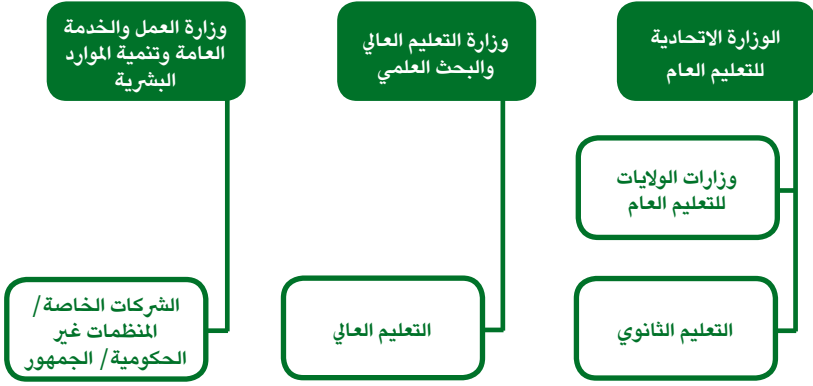 الوزارة الاتحادية
للتعليم العام
وزارة التعليم العالي
والبحث العلمي
وزارة العمل والخدمة
العامة وتنمية الموارد
البشرية
وزارات الولايات
للتعليم العام
التعليم الثانوي
التعليم العالي
الشركات الخاصة/
المنظمات غير
الحكومية/ الجمهور